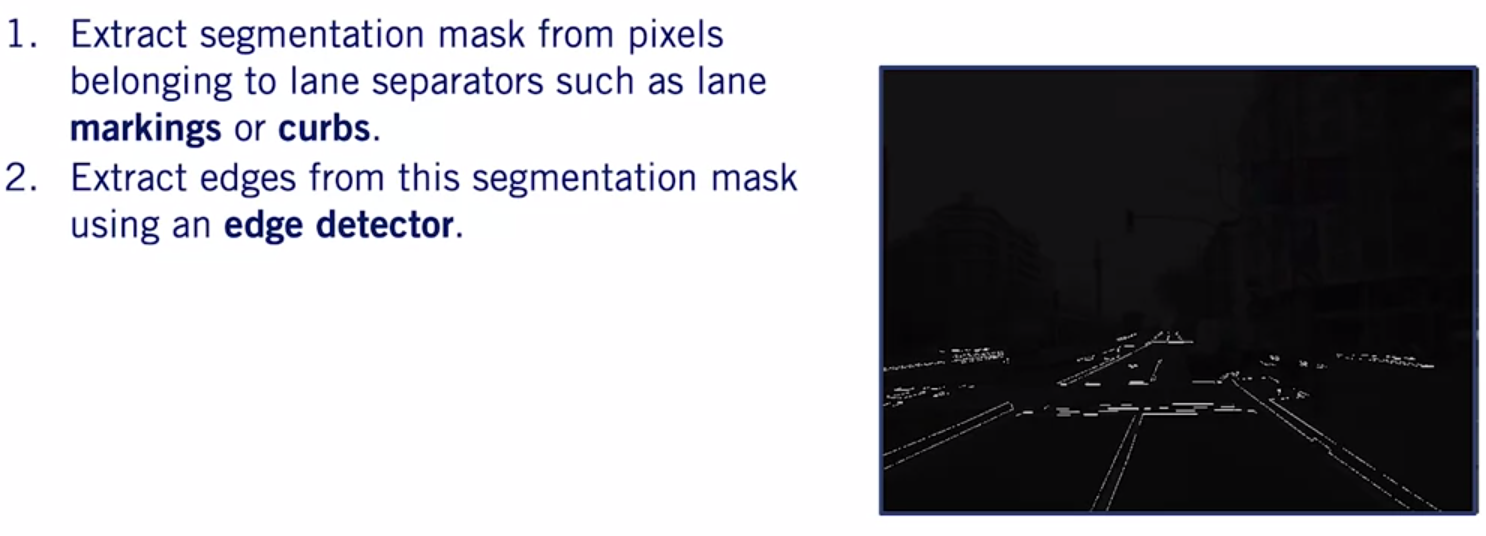 1. Extract segmentation mask from pixels
belonging to lane separators such as lane
markings or curbs.
2. Extract edges from this segmentation mask
using an edge detector.